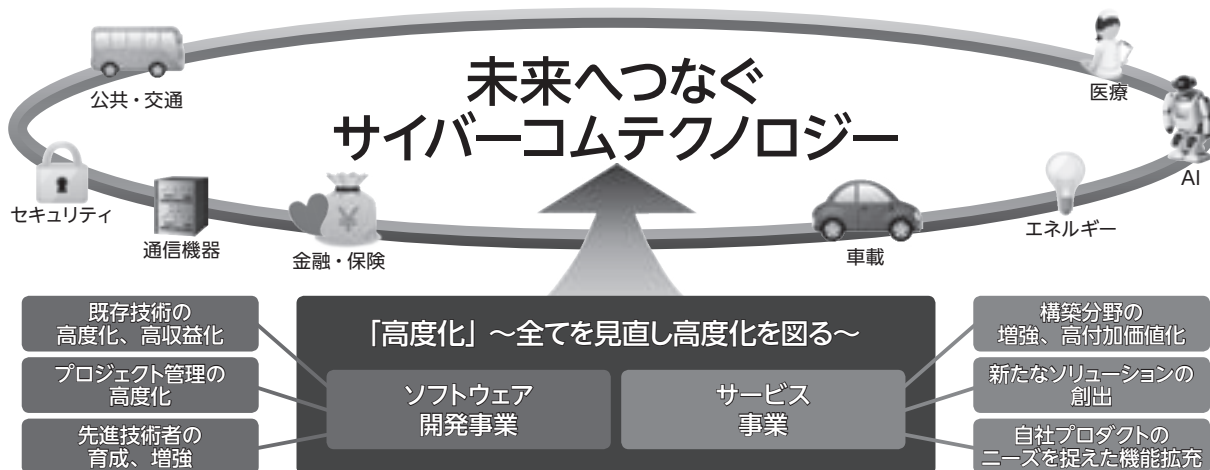 未来へつなぐ
サイバーコムテクノロジー
公共・交通
医療
AI
セキュリティ
通信機器
¥
金融・保険
車載
エネルギー
「高度化」~全てを見直し高度化を図る~
既存技術の
高度化、高収益化
プロジェクト管理の
高度化
先進技術者の
育成、増強
ソフトウェア
開発事業
サービス
事業
構築分野の
増強、高付加価値化
新たなソリューションの
創出
自社プロダクトの
ニーズを捉えた機能拡充